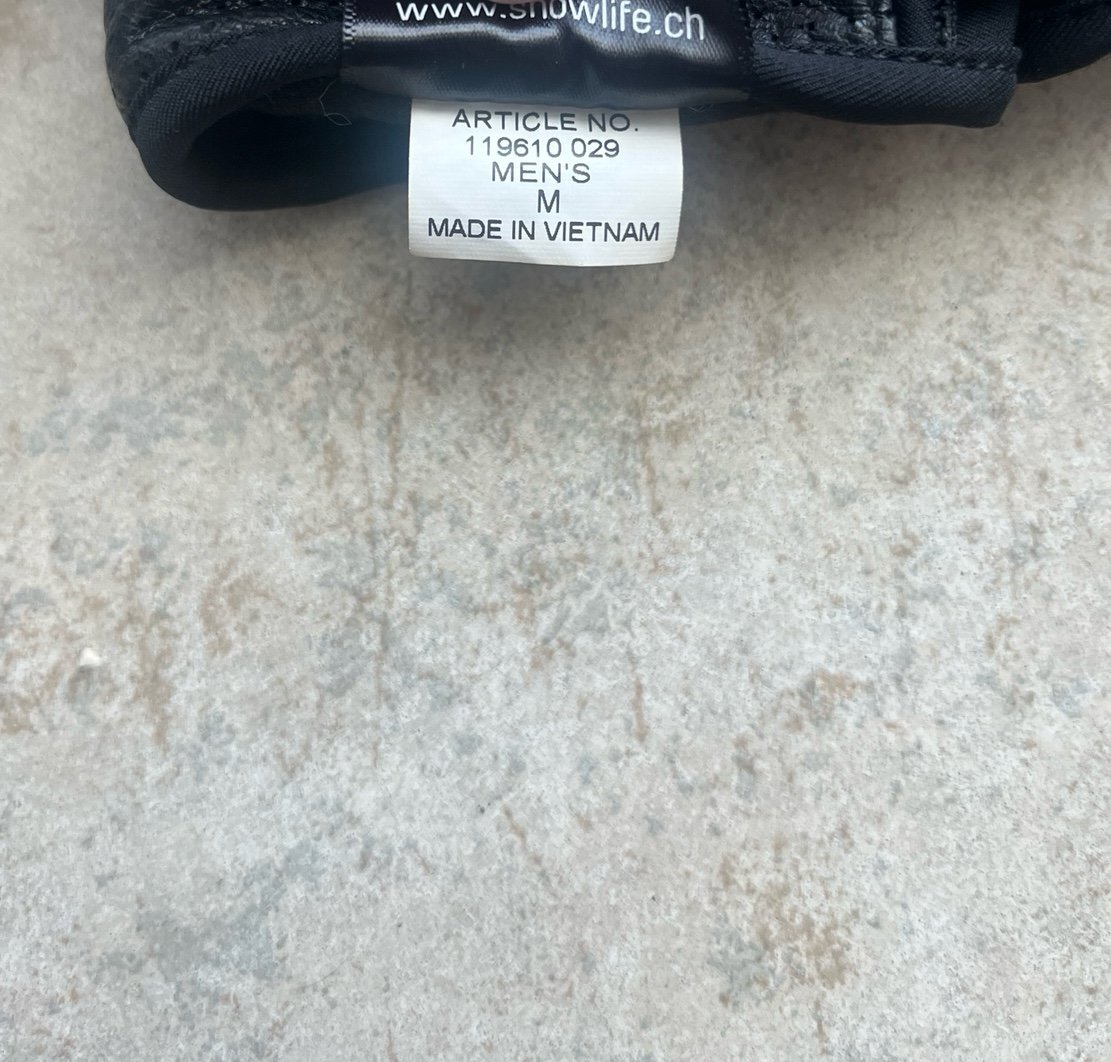 www.snowlife.ch
ARTICLE NO.
119610 029
MEN'S
M
MADE IN VIETNAM